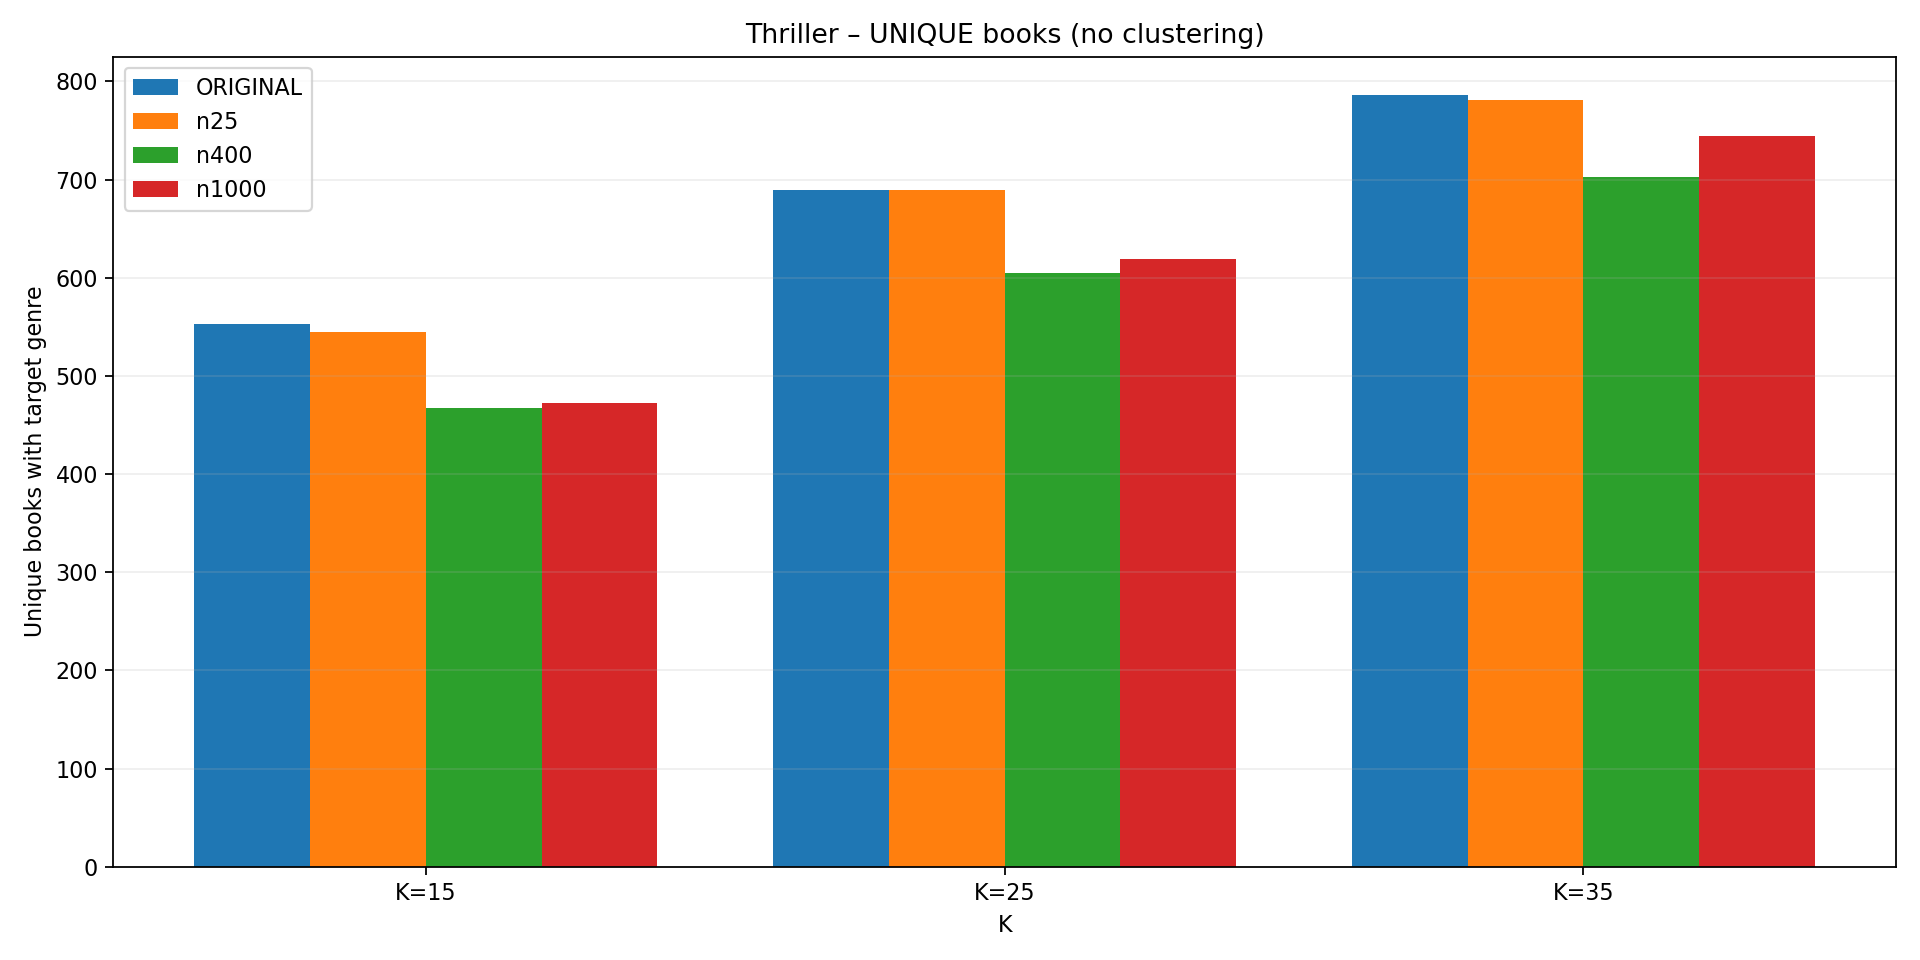 Thriller – UNIQUE books (no clustering)
ORIGINAL
n25
n400
n1000
Unique books with target genre
800
700
600
500
400
300
200
100
0
K=15
K=25
K=35
K